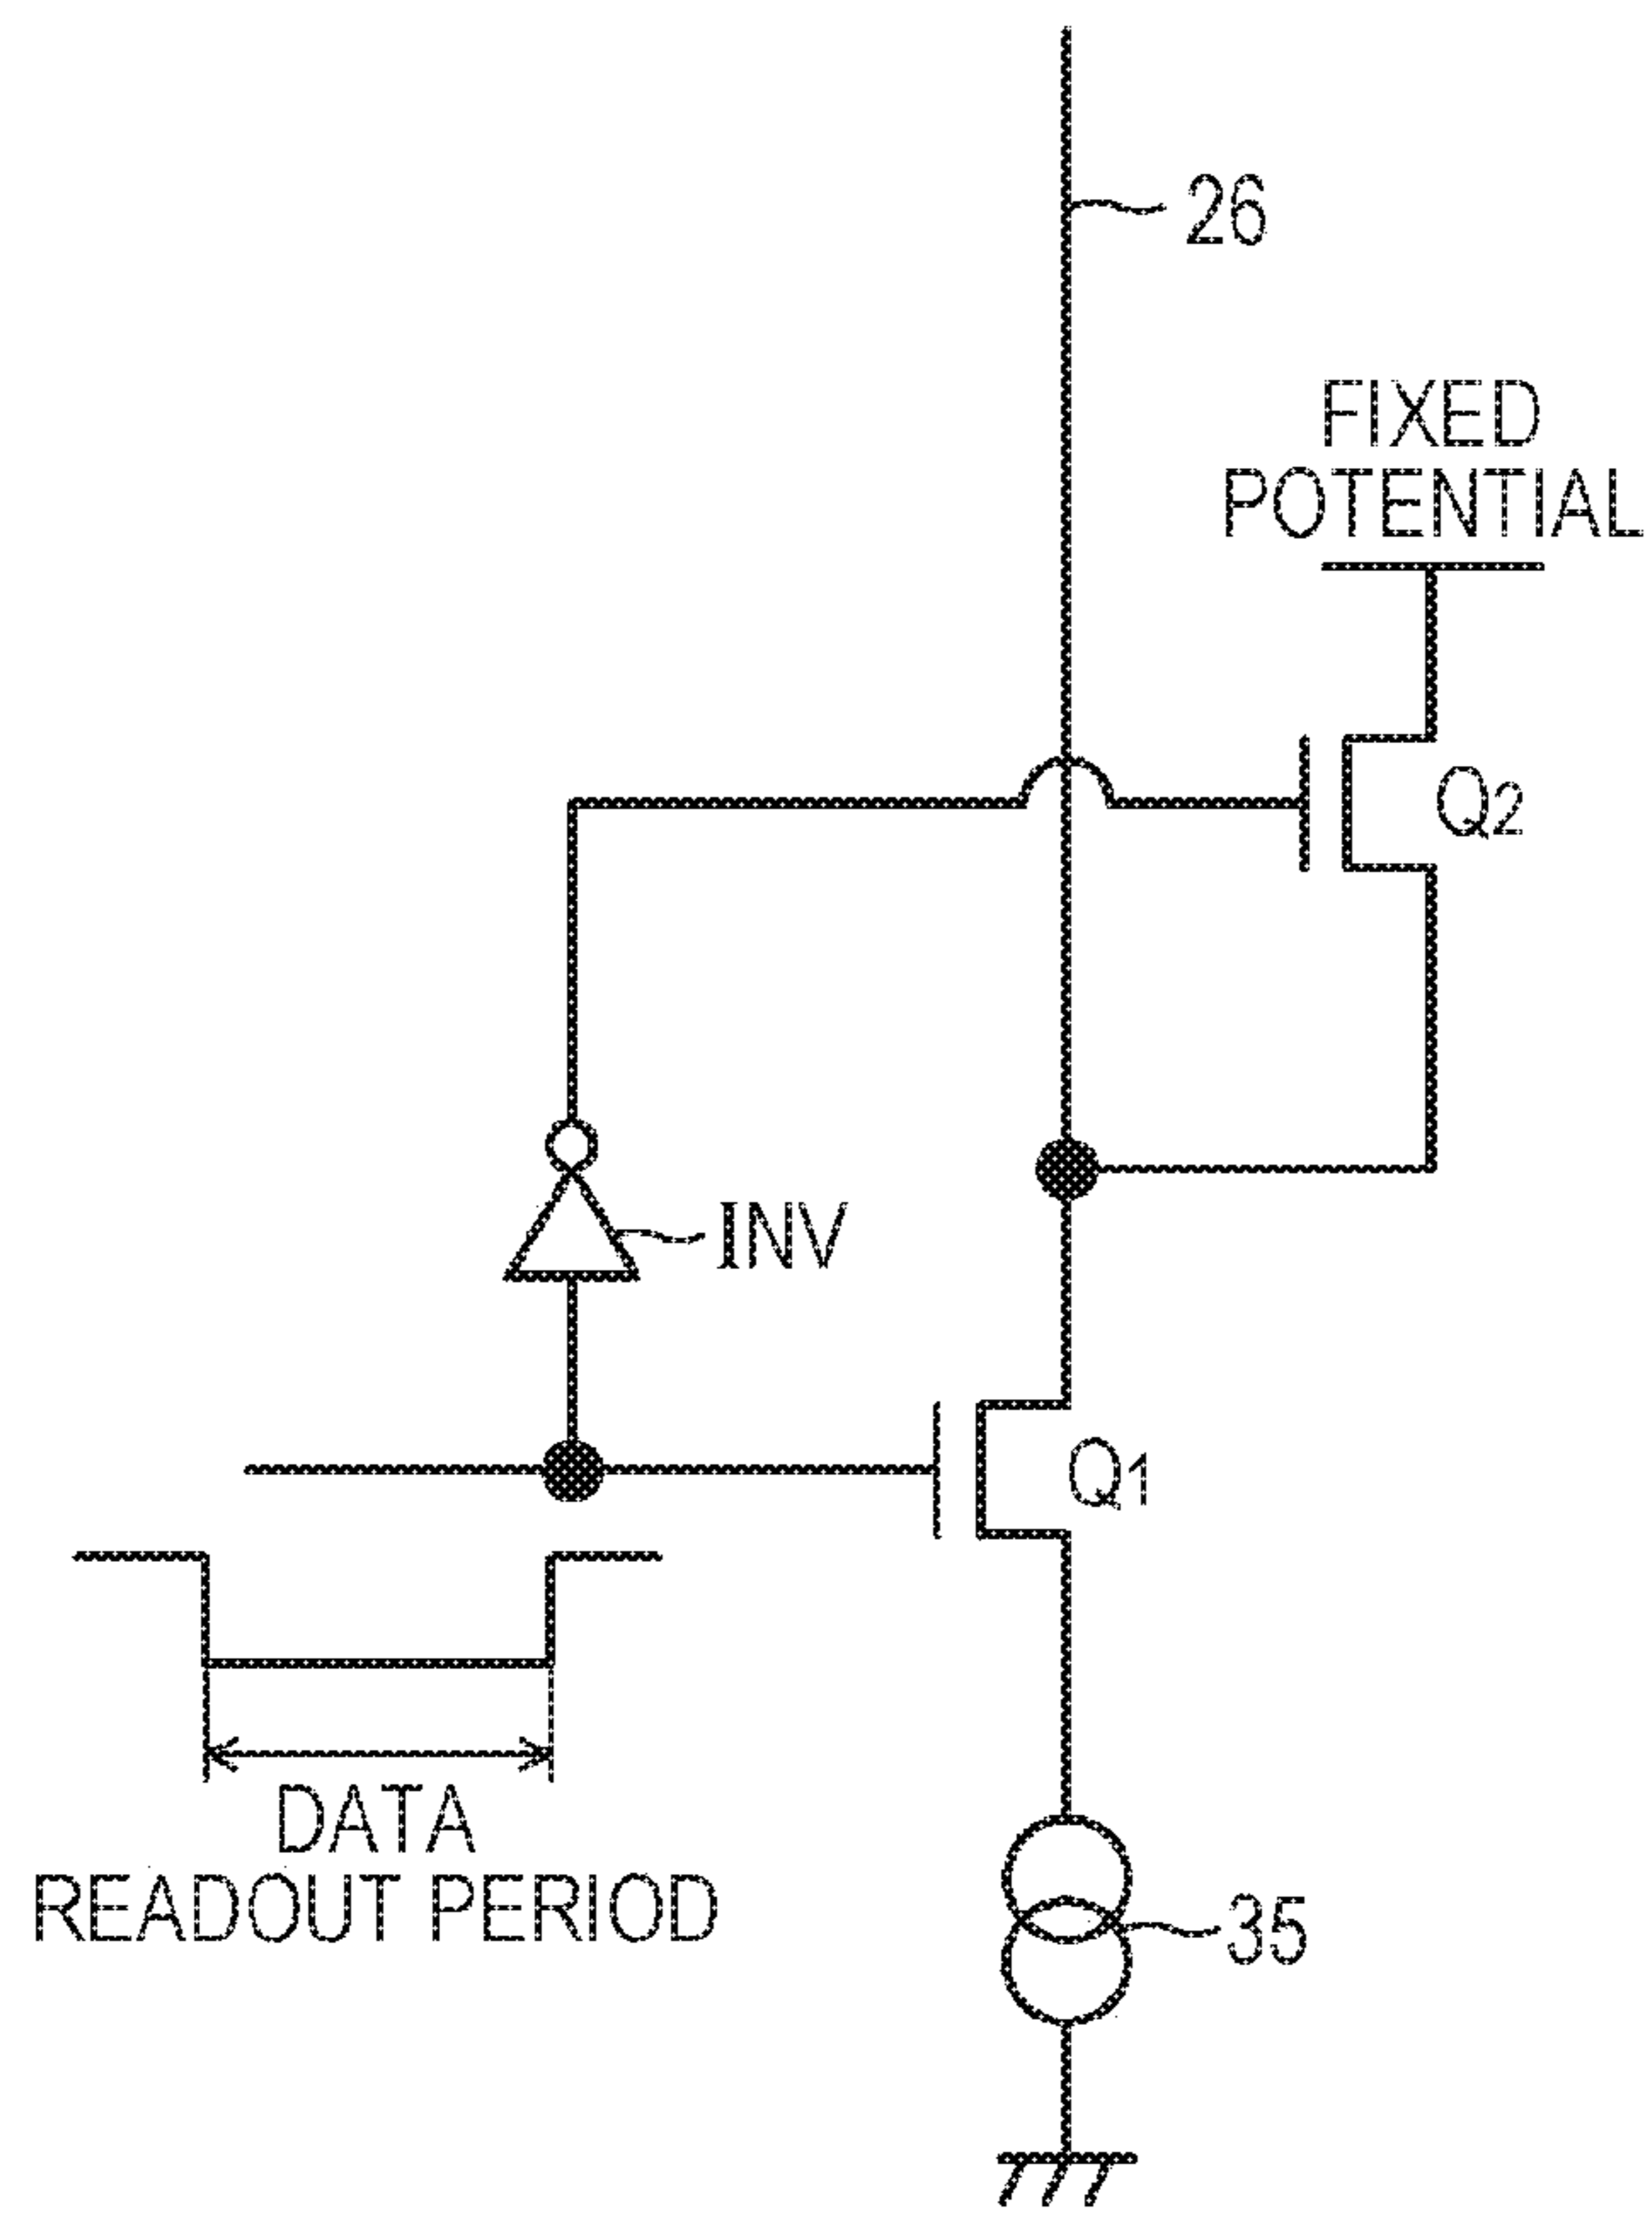 26
FIXED
POTENTIAL
Q2
INV
Q1
DATA
READOUT PERIOD
35